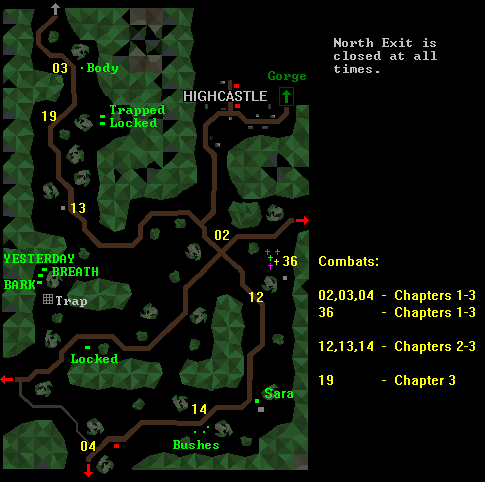 North Exit is
closed at all
times.
03
Body
Gorge
HIGHCASTLE
19
Trapped
Locked
13
02
YESTERDAY
BREATH
BARK
Trap
36
12
Locked
Sara
14
04
Bushes
Combats:
02,03,04 - Chapters 1-3
36 - Chapters 1-3
12,13,14 - Chapters 2-3
19 - Chapter 3